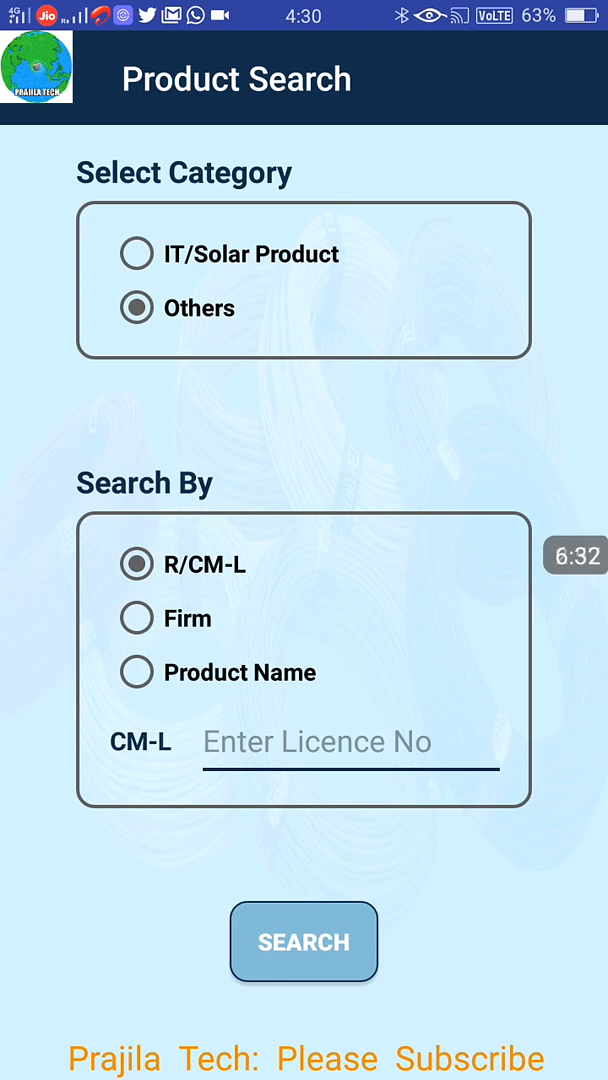 4G
Jio
R
4:30
VoLTE
63%
PRAJILA TECH
Product Search
Select Category
IT/Solar Product
Others
Search By
R/CM-L
6:32
Firm
Product Name
CM-L Enter Licence No
SEARCH
Prajila Tech: Please Subscribe